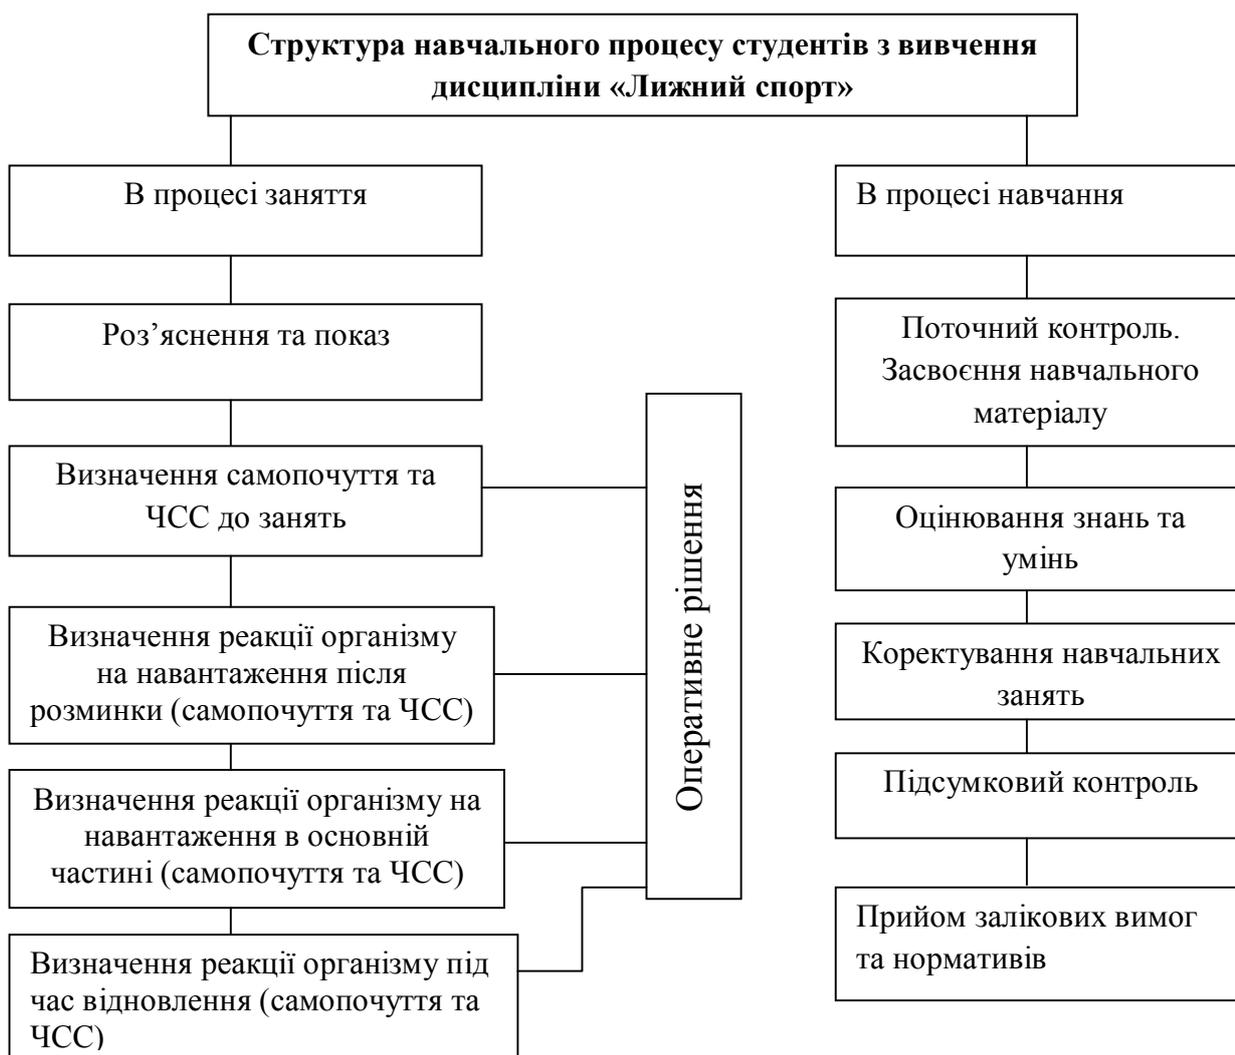 Структура навчального процесу студентів з вивчення
дисципліни «Лижний спорт»
В процесі заняття
Роз’яснення та показ
Визначення самопочуття та
ЧСС до занять
Визначення реакції організму
на навантаження після
розминки (самопочуття та ЧСС)
Визначення реакції організму на
навантаження в основній
частині (самопочуття та ЧСС)
Визначення реакції організму під
час відновлення (самопочуття та
ЧСС)
Оперативне рішення
В процесі навчання
Поточний контроль.
Засвоєння навчального
матеріалу
Оцінювання знань та
умінь
Коректування навчальних
занять
Підсумковий контроль
Прийом залікових вимог
та нормативів